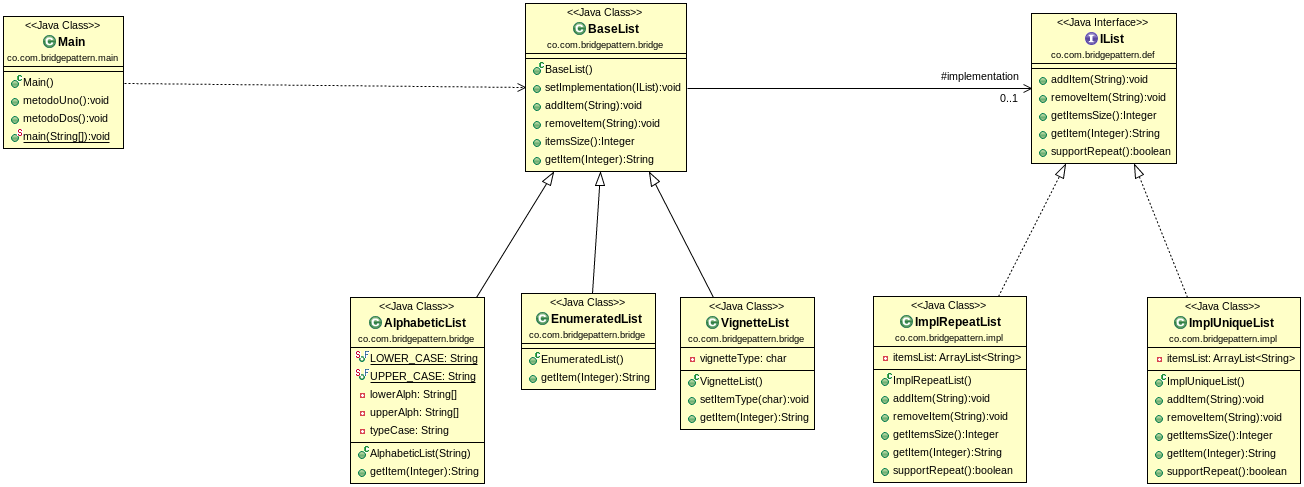 <<Java Class>>
Main
co.com.bridgepattern.main
Main()
metodoUno():void
metodoDos():void
main(String[]):void
<<Java Class>>
BaseList
co.com.bridgepattern.bridge
BaseList()
setImplementation(IList):void
addItem(String):void
removeItem(String):void
itemsSize():Integer
getItem(Integer):String
#implementation
0..1
<<Java Interface>>
IList
co.com.bridgepattern.def
addItem(String):void
removeItem(String):void
getItemsSize():Integer
getItem(Integer):String
supportRepeat():boolean
<<Java Class>>
AlphabeticList
co.com.bridgepattern.bridge
LOWER_CASE: String
UPPER_CASE: String
lowerAlph: String[]
upperAlph: String[]
typeCase: String
AlphabeticList(String)
getItem(Integer):String
<<Java Class>>
EnumeratedList
co.com.bridgepattern.bridge
EnumeratedList()
getItem(Integer):String
<<Java Class>>
VignetteList
co.com.bridgepattern.bridge
vignetteType: char
VignetteList()
setItemType(char):void
getItem(Integer):String
<<Java Class>>
ImplRepeatList
co.com.bridgepattern.impl
itemsList: ArrayList<String>
ImplRepeatList()
addItem(String):void
removeItem(String):void
getItemsSize():Integer
getItem(Integer):String
supportRepeat():boolean
<<Java Class>>
ImplUniqueList
co.com.bridgepattern.impl
itemsList: ArrayList<String>
ImplUniqueList()
addItem(String):void
removeItem(String):void
getItemsSize():Integer
getItem(Integer):String
supportRepeat():boolean